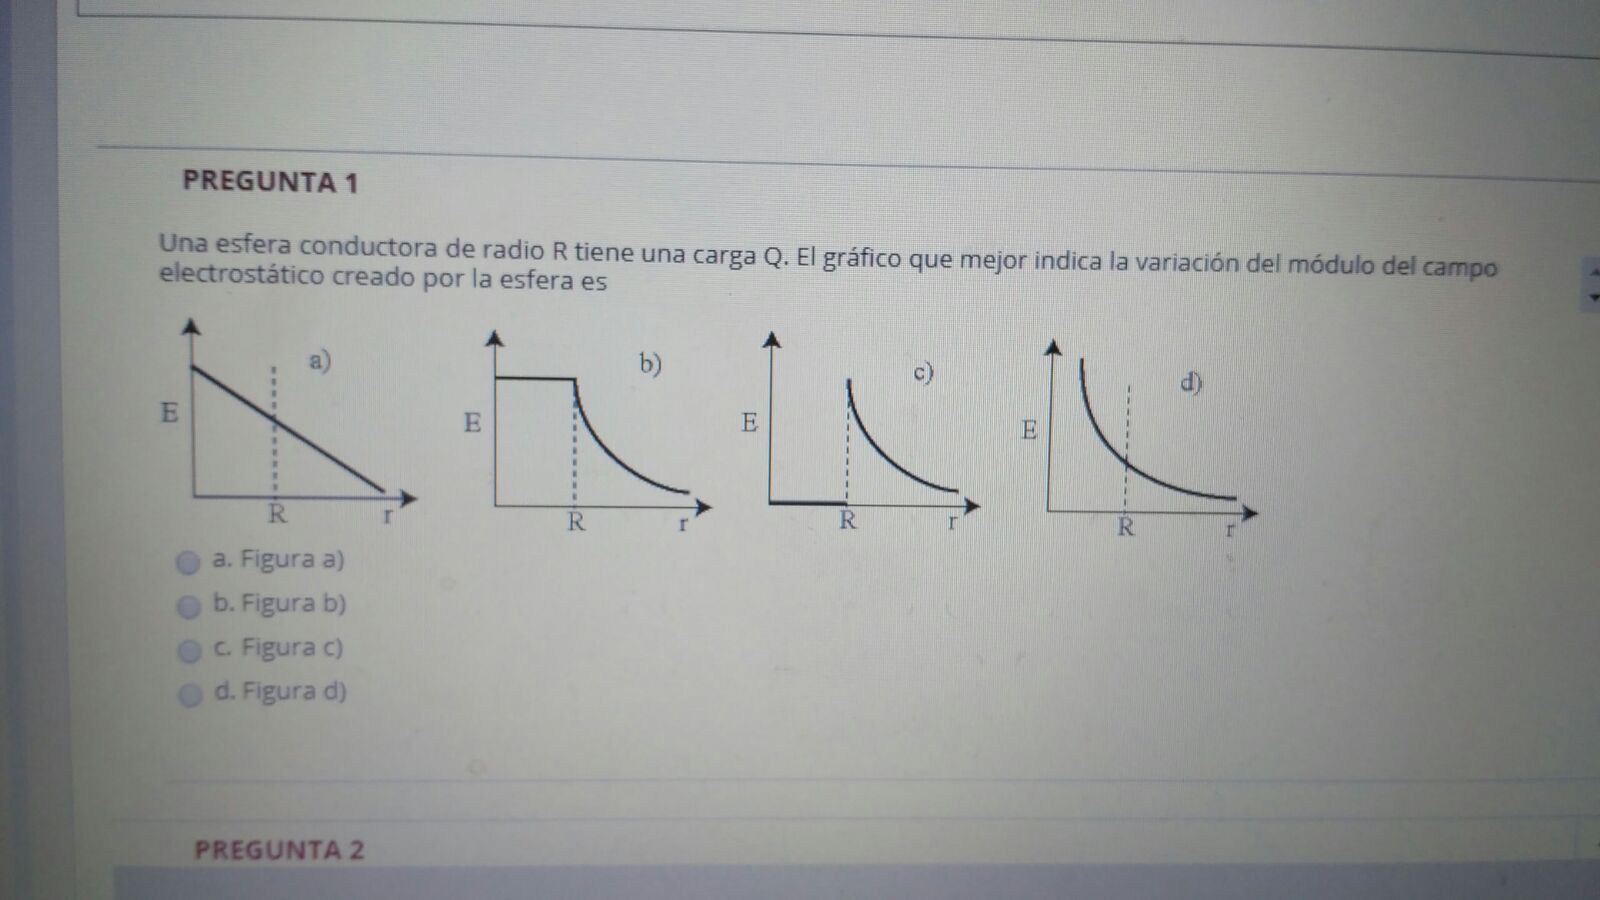 PREGUNTA 1
Una esfera conductora de radio R tiene una carga Q. El gráfico que mejor indica la variación del módulo del campo
electrostático creado por la esfera es
a) b) c) d)
E E E E
R r R r R r R r
a. Figura a)
b. Figura b)
c. Figura c)
d. Figura d)
PREGUNTA 2